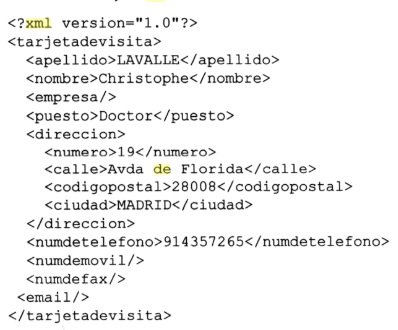 <?xml version="1.0"?>
<tarjetadevisita>
<apellido>LAVALLE</apellido>
<nombre>Christophe</nombre>
<empresa/>
<puesto>Doctor</puesto>
<direccion>
<numero>19</numero>
<calle>Avda de Florida</calle>
<codigopostal>28008</codigopostal>
<ciudad>MADRID</ciudad>
</direccion>
<numdetelefono>914357265</numdetelefono>
<numdemovil/>
<numdefax/>
<email/>
</tarjetadevisita>